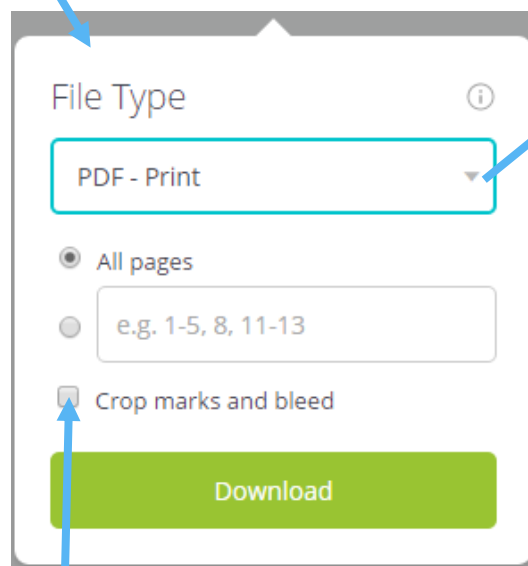 File Type
PDF - Print
All pages
e.g. 1-5, 8, 11-13
Crop marks and bleed
Download